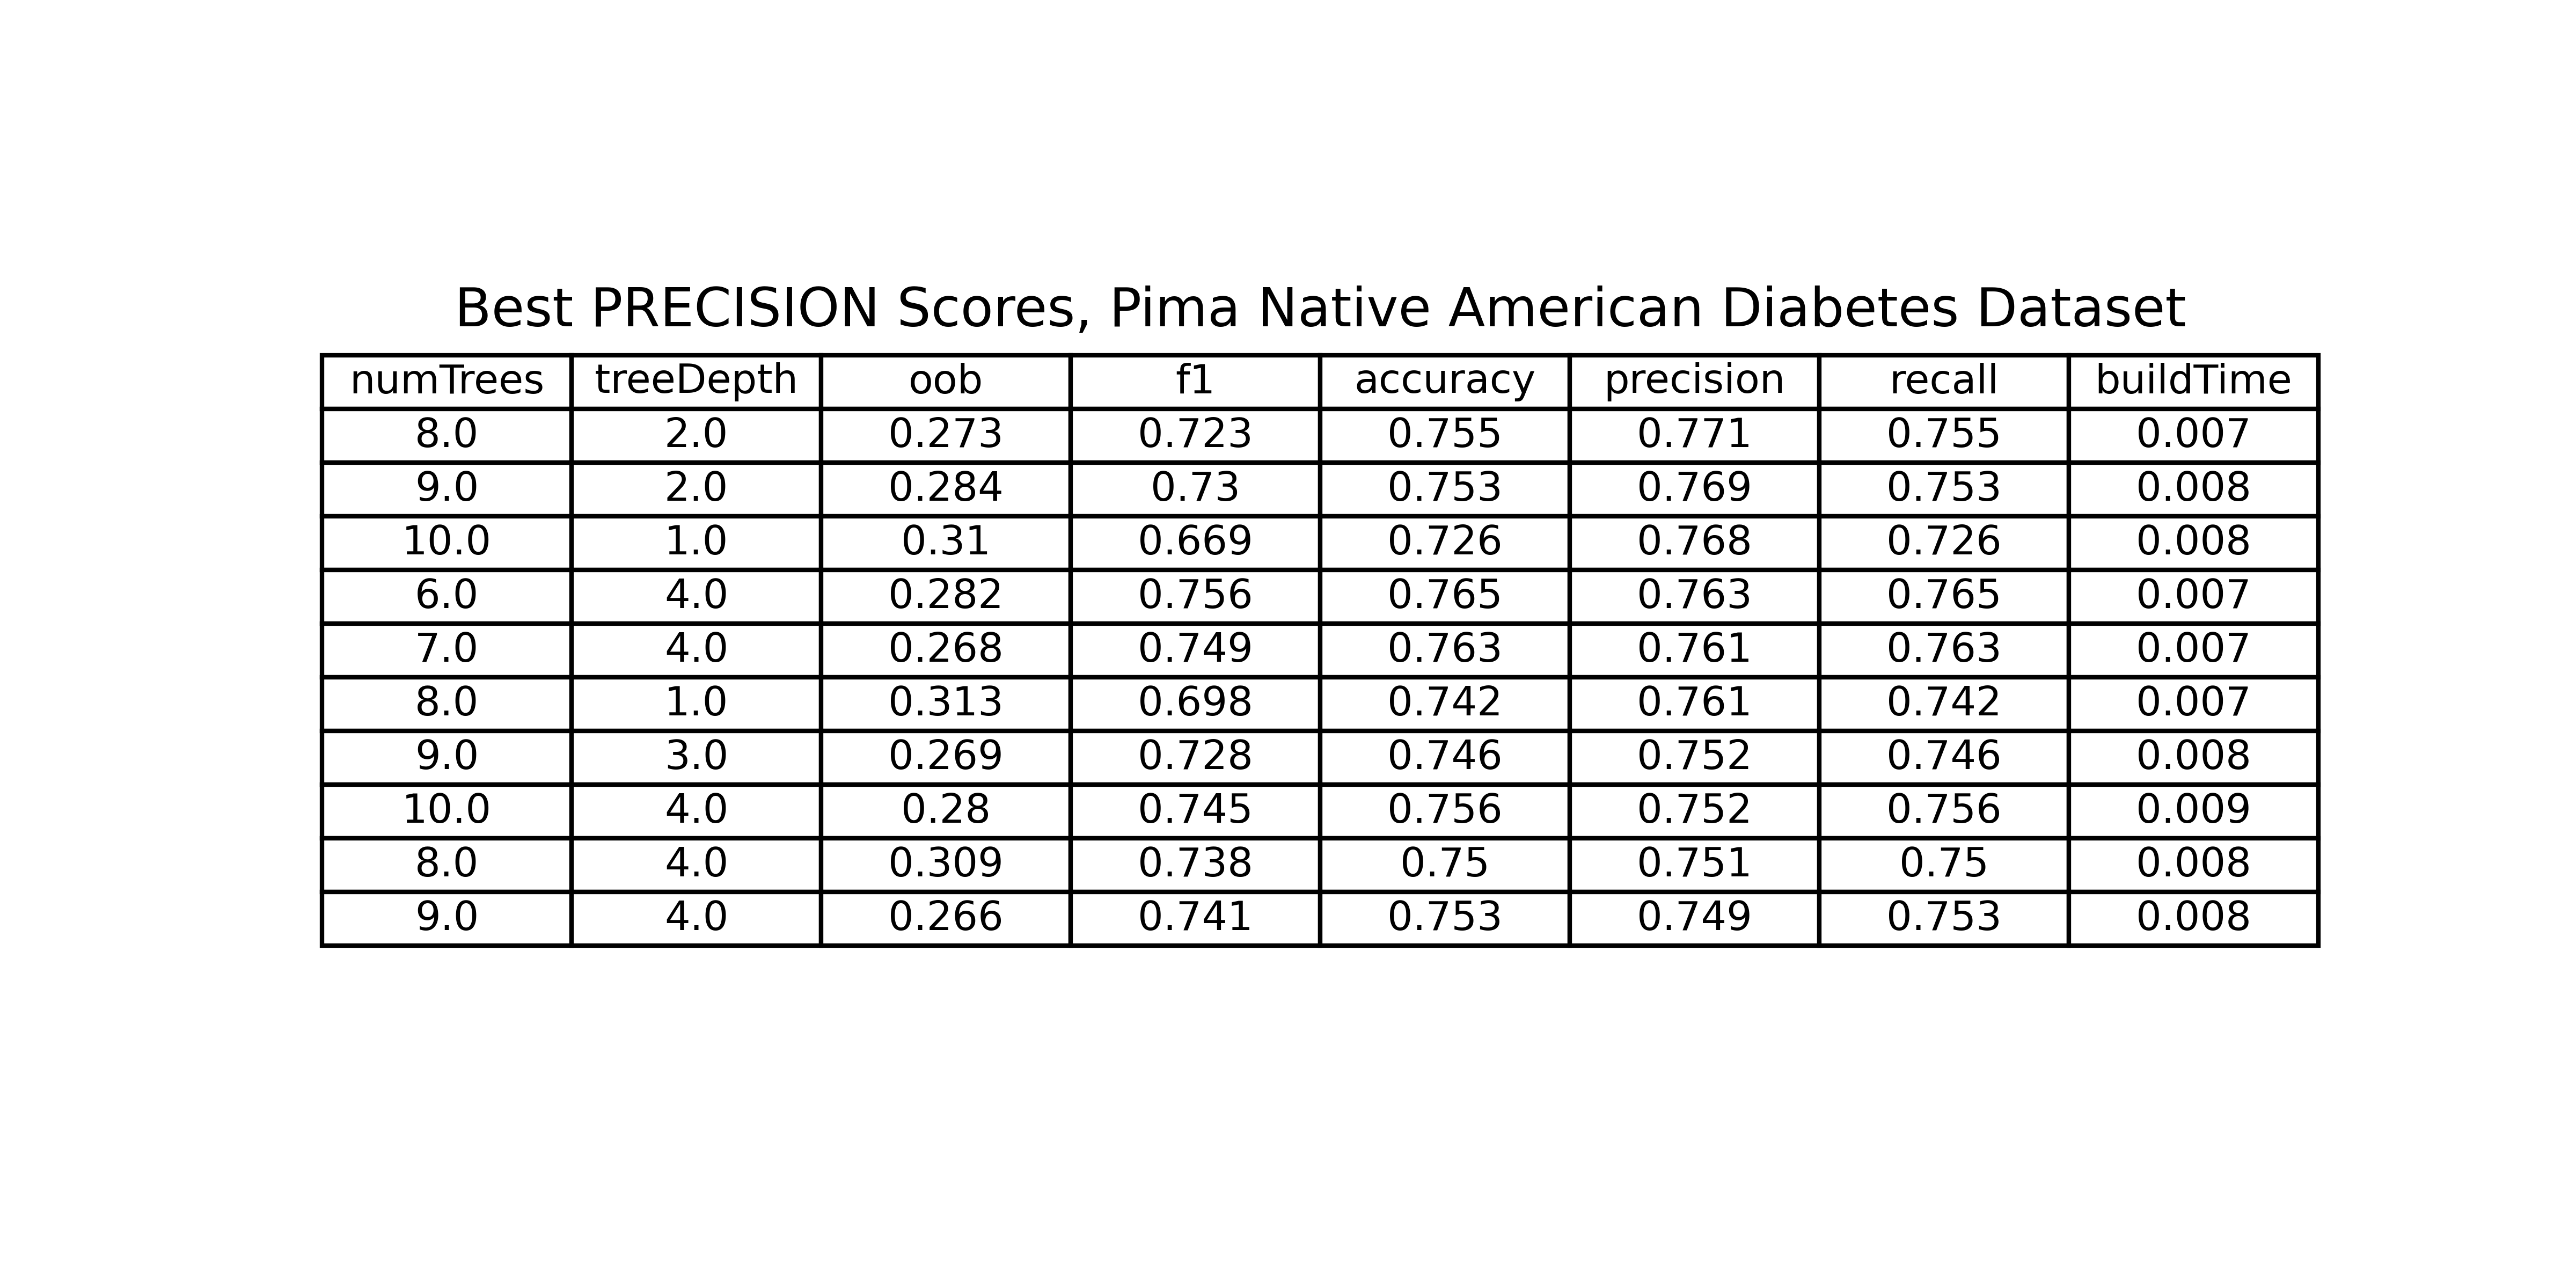 Best PRECISION Scores, Pima Native American Diabetes Dataset
numTrees treeDepth oob f1 accuracy precision recall buildTime
8.0 2.0 0.273 0.723 0.755 0.771 0.755 0.007
9.0 2.0 0.284 0.73 0.753 0.769 0.753 0.008
10.0 1.0 0.31 0.669 0.726 0.768 0.726 0.008
6.0 4.0 0.282 0.756 0.765 0.763 0.765 0.007
7.0 4.0 0.268 0.749 0.763 0.761 0.763 0.007
8.0 1.0 0.313 0.698 0.742 0.761 0.742 0.007
9.0 3.0 0.269 0.728 0.746 0.752 0.746 0.008
10.0 4.0 0.28 0.745 0.756 0.752 0.756 0.009
8.0 4.0 0.309 0.738 0.75 0.751 0.75 0.008
9.0 4.0 0.266 0.741 0.753 0.749 0.753 0.008